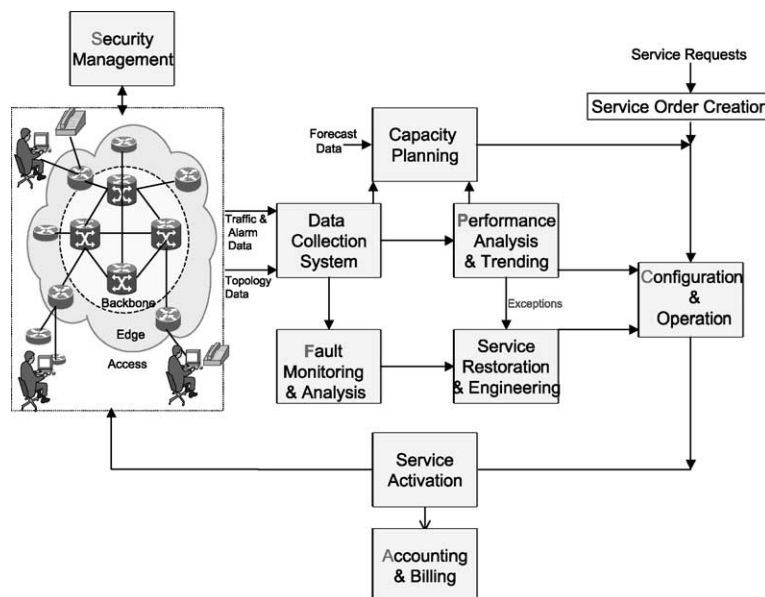 Security
Management
Service Requests
Service Order Creation
Forecast
Data
Capacity
Planning
Traffic &
Alarm
Data
Topology
Data
Data
Collection
System
Performance
Analysis
& Trending
Configuration
&
Operation
Backbone
Edge
Access
Exceptions
Fault
Monitoring
& Analysis
Service
Restoration
& Engineering
Service
Activation
Accounting
& Billing